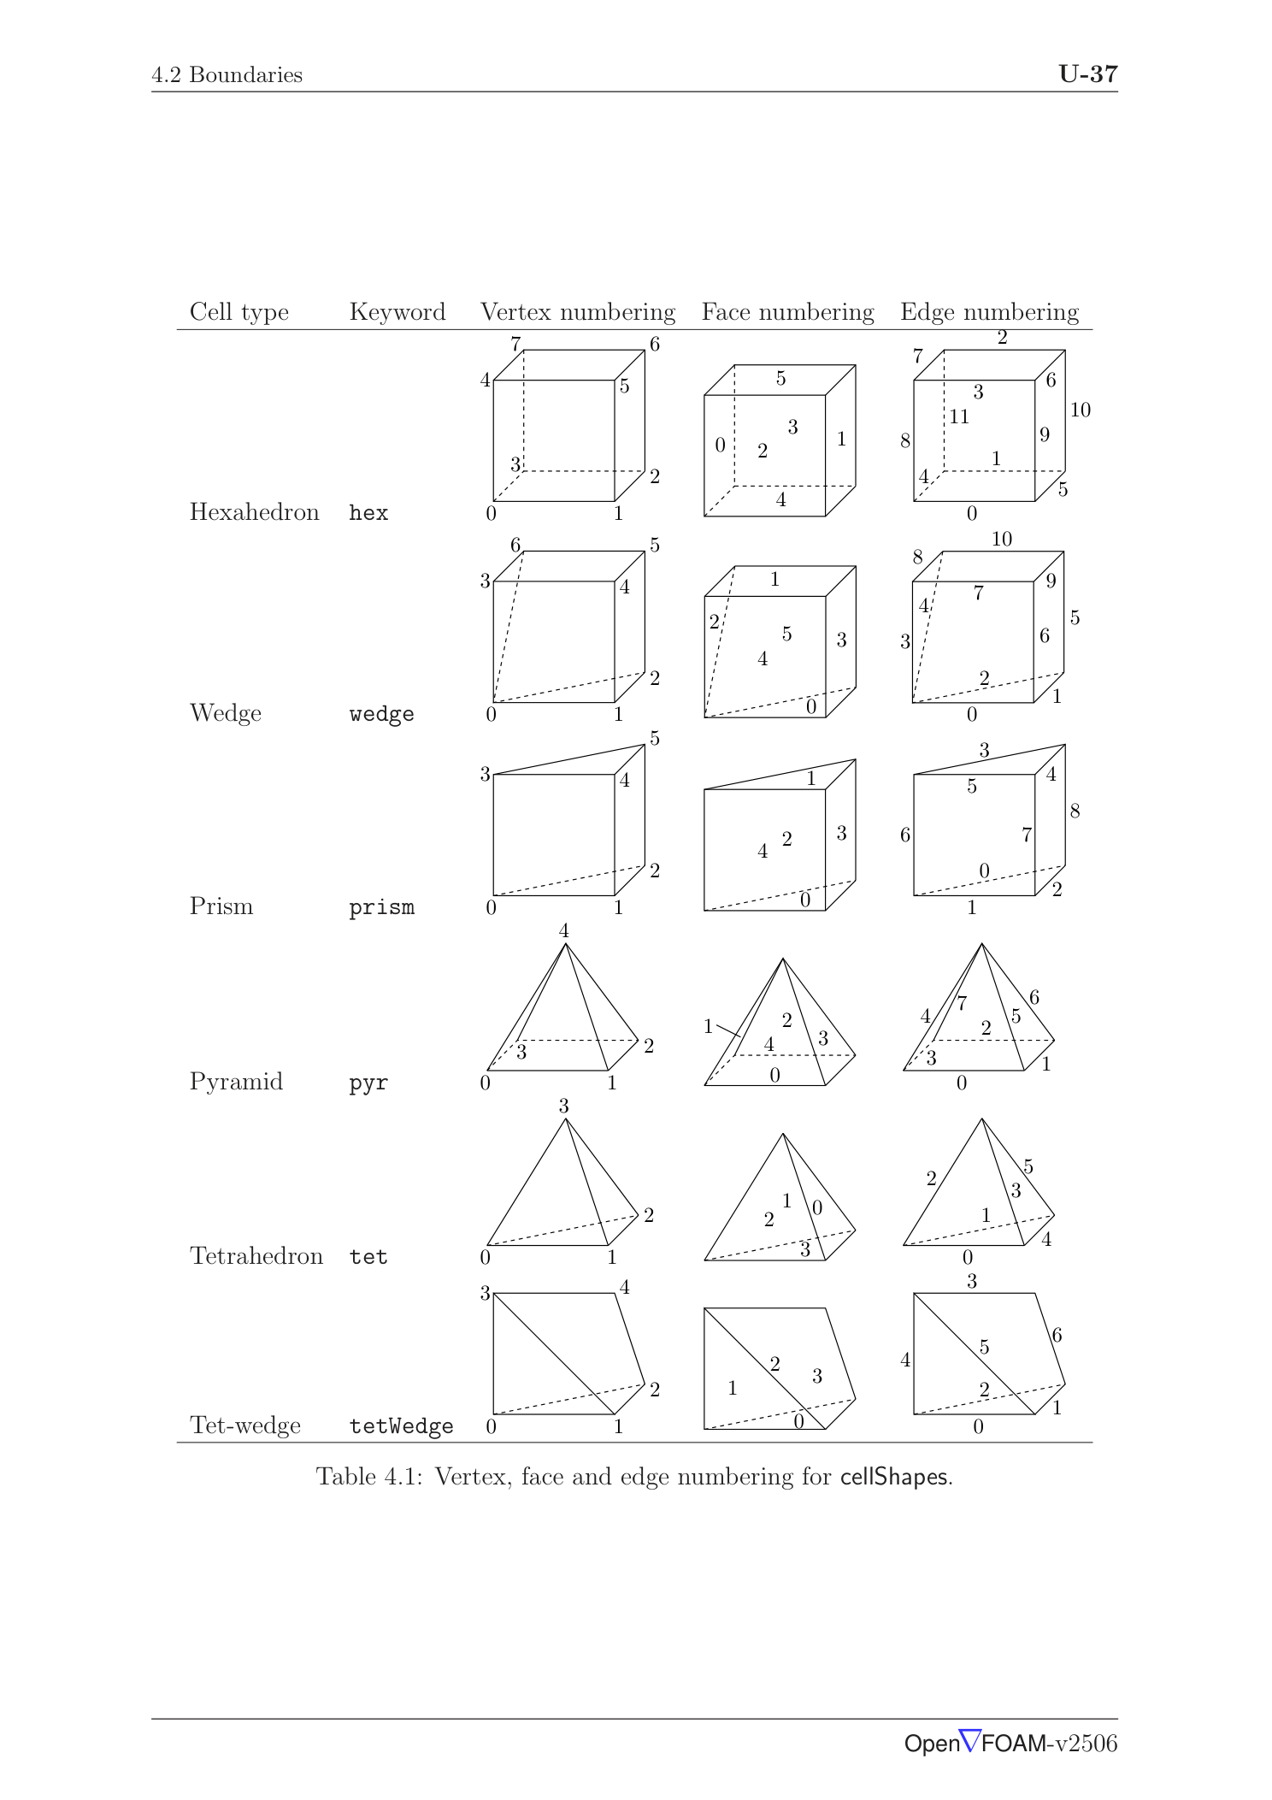 4.2 Boundaries U-37
Cell type Keyword Vertex numbering Face numbering Edge numbering
7 6 4 5 3 2 0 1
5 3 0 2 1 4
2 7 6 3 10 11 8 9 1 4 5 0
Hexahedron hex
6 5 3 4 2 0 1
1 2 5 3 4 0
10 8 9 7 4 5 6 3 2 1 0
Wedge wedge
5 3 4 2 0 1
1 2 3 4 0
3 4 5 8 6 7 0 2 1
Prism prism
4 3 2 0 1
1 2 3 4 0
6 7 4 5 2 3 1 0
Pyramid pyr
3 2 0 1
1 0 2 3
5 2 3 1 4 0
Tetrahedron tet
3 4 2 0 1
2 3 1 0
3 6 5 4 2 1 0
Tet-wedge tetWedge
Table 4.1: Vertex, face and edge numbering for cellShapes.
Open∇FOAM-v2506